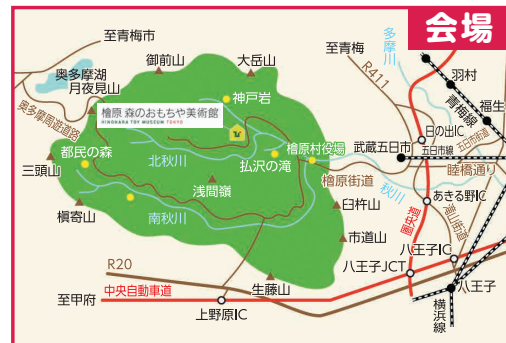 会場
至青梅市
御前山
大岳山
至青梅
多摩川
R411
羽村
青梅線
福生
奥多摩湖
月夜見山
奥多摩周遊道路
神戸岩
檜原 森のおもちゃ美術館
HINOHARA TOY MUSEUM TOKYO
日の出IC
五日市街道
五日市線
武蔵五日市
檜原村役場
睦橋通り
三頭山
都民の森
北秋川
払沢の滝
檜原街道
秋川
浅間嶺
あきる野IC
滝山街道
槇寄山
南秋川
臼杵山
圏央道
市道山
八王子IC
R20
八王子JCT
中央自動車道
生藤山
八王子
至甲府
上野原IC
横浜線